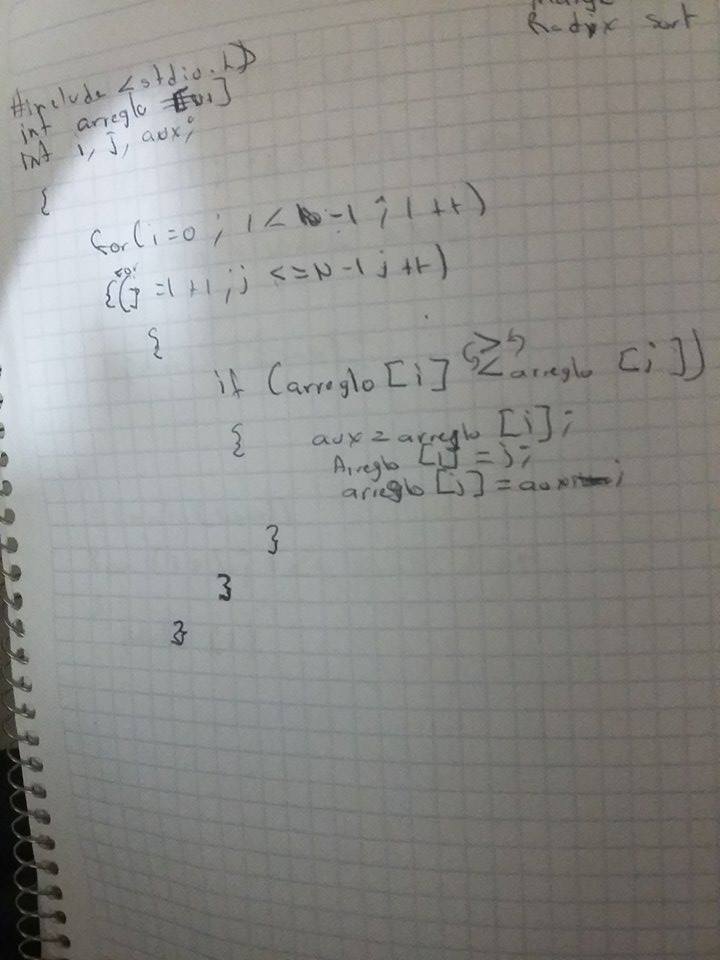 Radix sort
#include <stdio.h>
int arreglo
int i, j, aux;
{
for(i=0; i< -1; i++)
for
{(j=i+1; j <=N-1 j++)
{
if (arreglo [i] > < arreglo [j])
{ aux = arreglo [i];
Arreglo [i] = j;
arreglo [j] = aux;
}
}
}